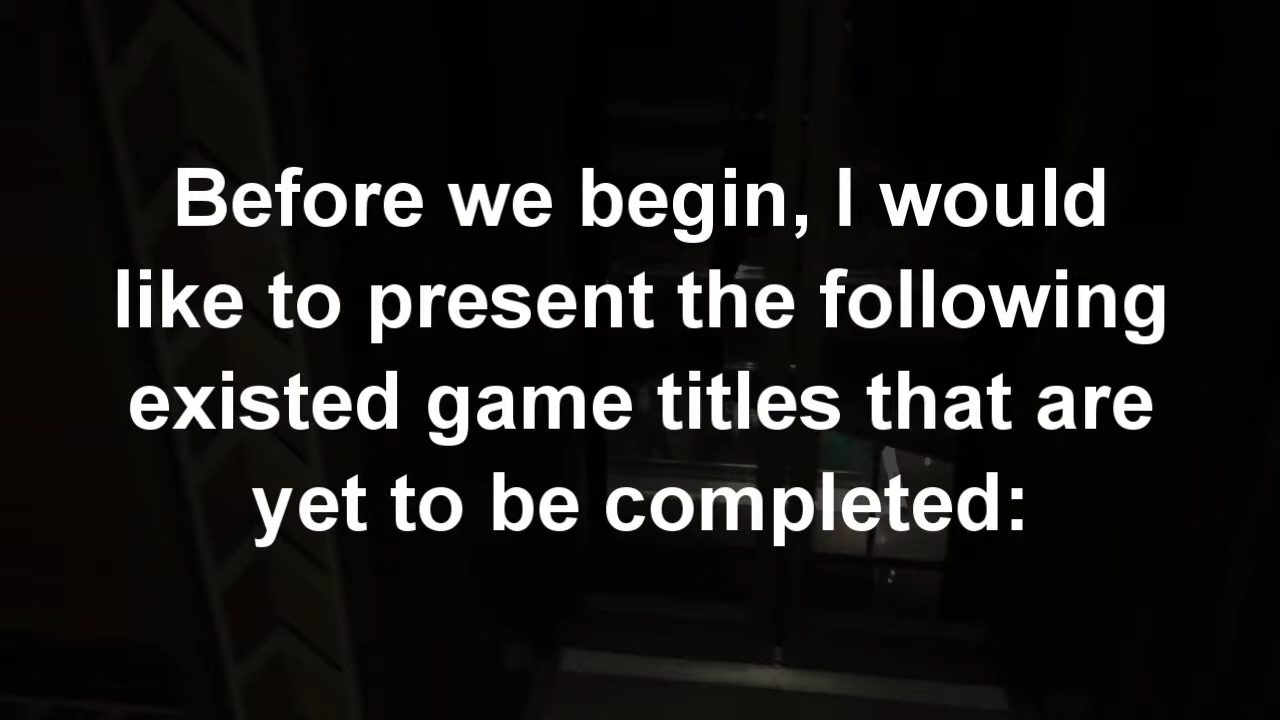 Before we begin, I would
like to present the following
existed game titles that are
yet to be completed: